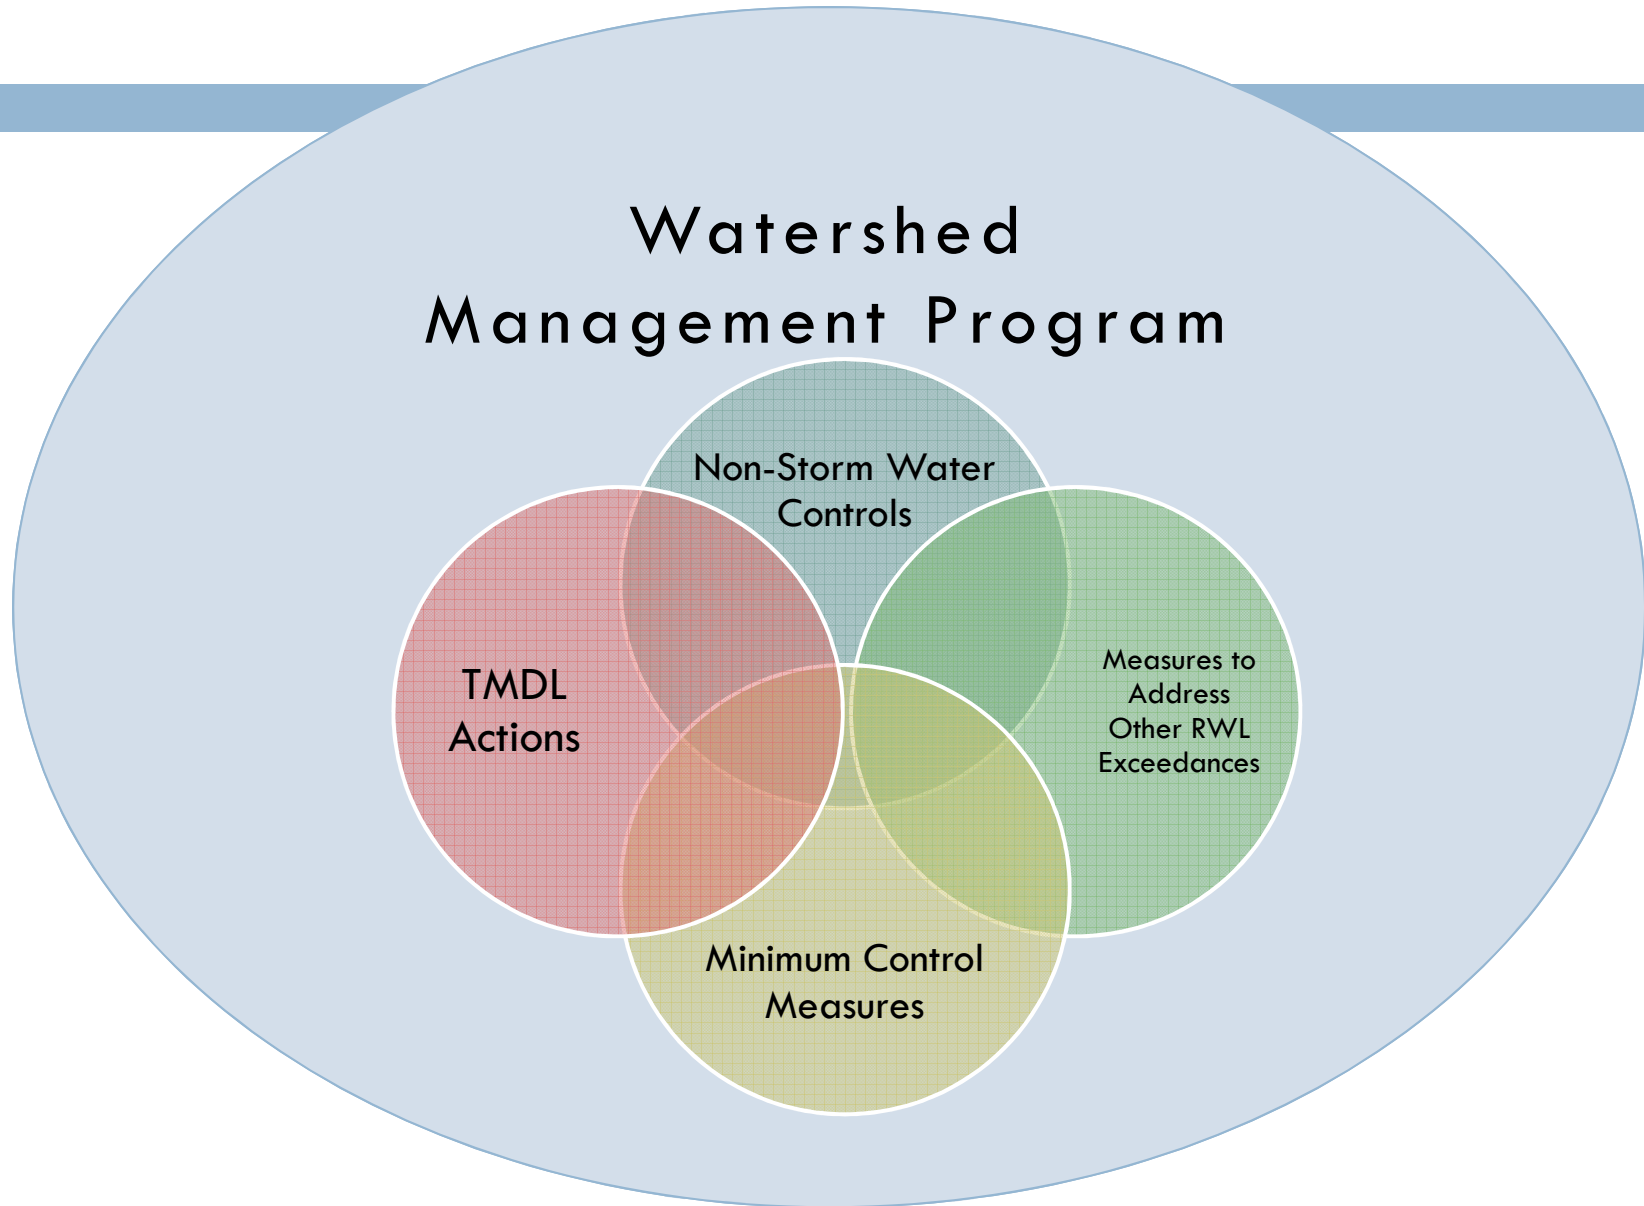 Watershed
Management Program
Non-Storm Water
Controls
TMDL
Actions
Measures to
Address
Other RWL
Exceedances
Minimum Control
Measures